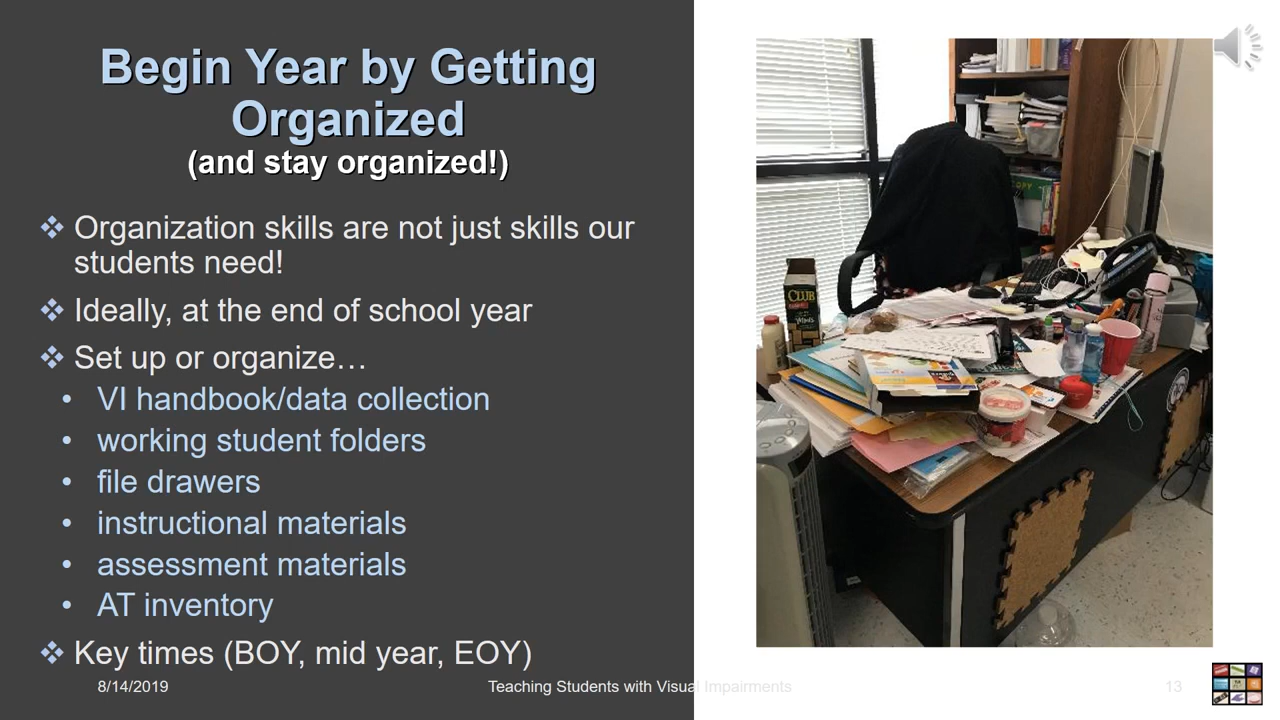 Begin Year by Getting
Organized
(and stay organized!)
❖ Organization skills are not just skills our
students need!
❖ Ideally, at the end of school year
❖ Set up or organize…
• VI handbook/data collection
• working student folders
• file drawers
• instructional materials
• assessment materials
• AT inventory
❖ Key times (BOY, mid year, EOY)
8/14/2019
Teaching Students with Visual Impairments
13
CLUB
COPY